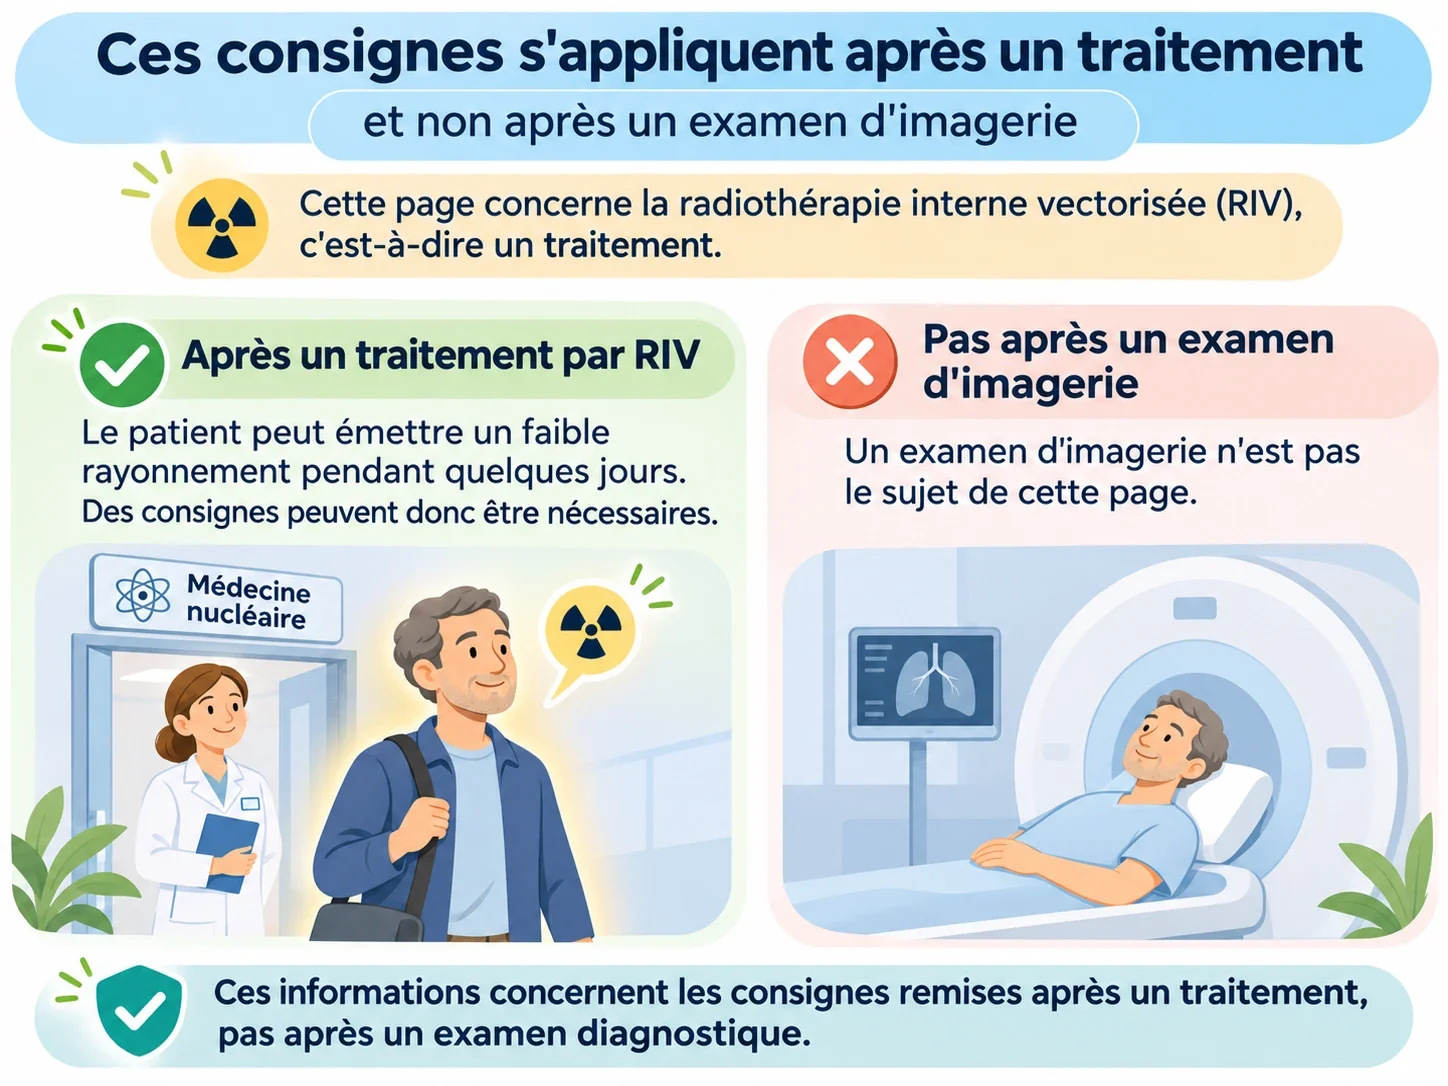 Ces consignes s'appliquent après un traitement
et non après un examen d'imagerie
Cette page concerne la radiothérapie interne vectorisée (RIV),
c'est-à-dire un traitement.
Après un traitement par RIV
Le patient peut émettre un faible
rayonnement pendant quelques jours.
Des consignes peuvent donc être nécessaires.
Médecine
nucléaire
Pas après un examen
d'imagerie
Un examen d'imagerie n'est pas
le sujet de cette page.
Ces informations concernent les consignes remises après un traitement,
pas après un examen diagnostique.